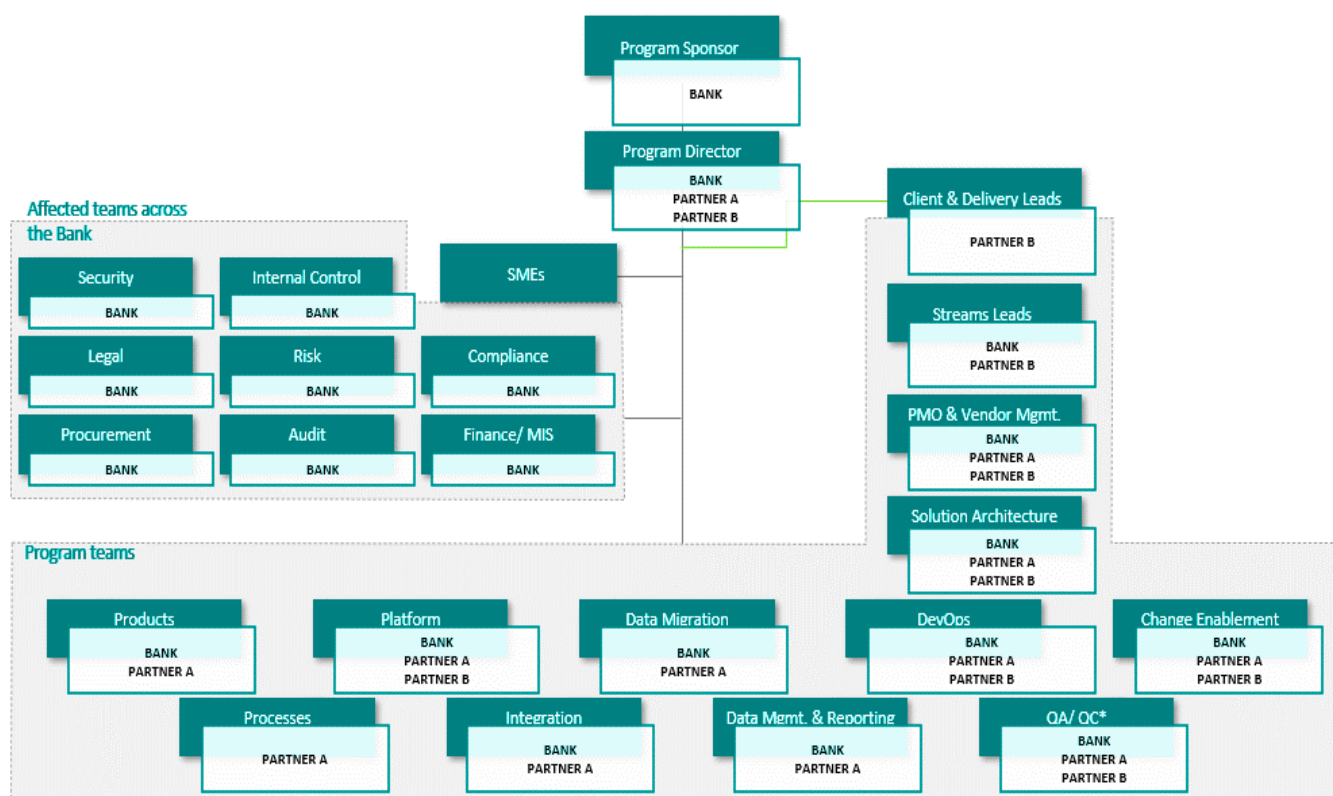 Program Sponsor
BANK
Program Director
BANK
PARTNER A
PARTNER B
Client & Delivery Leads
PARTNER B
Affected teams across
the Bank
Security
BANK
Internal Control
BANK
SMEs
Legal
BANK
Risk
BANK
Compliance
BANK
Procurement
BANK
Audit
BANK
Finance/ MIS
BANK
Streams Leads
BANK
PARTNER B
PMO & Vendor Mgmt.
BANK
PARTNER A
PARTNER B
Solution Architecture
BANK
PARTNER A
PARTNER B
Program teams
Products
BANK
PARTNER A
Platform
BANK
PARTNER A
PARTNER B
Data Migration
BANK
PARTNER A
DevOps
BANK
PARTNER A
PARTNER B
Change Enablement
BANK
PARTNER A
PARTNER B
Processes
PARTNER A
Integration
BANK
PARTNER A
Data Mgmt. & Reporting
BANK
PARTNER A
QA/ QC*
BANK
PARTNER A
PARTNER B